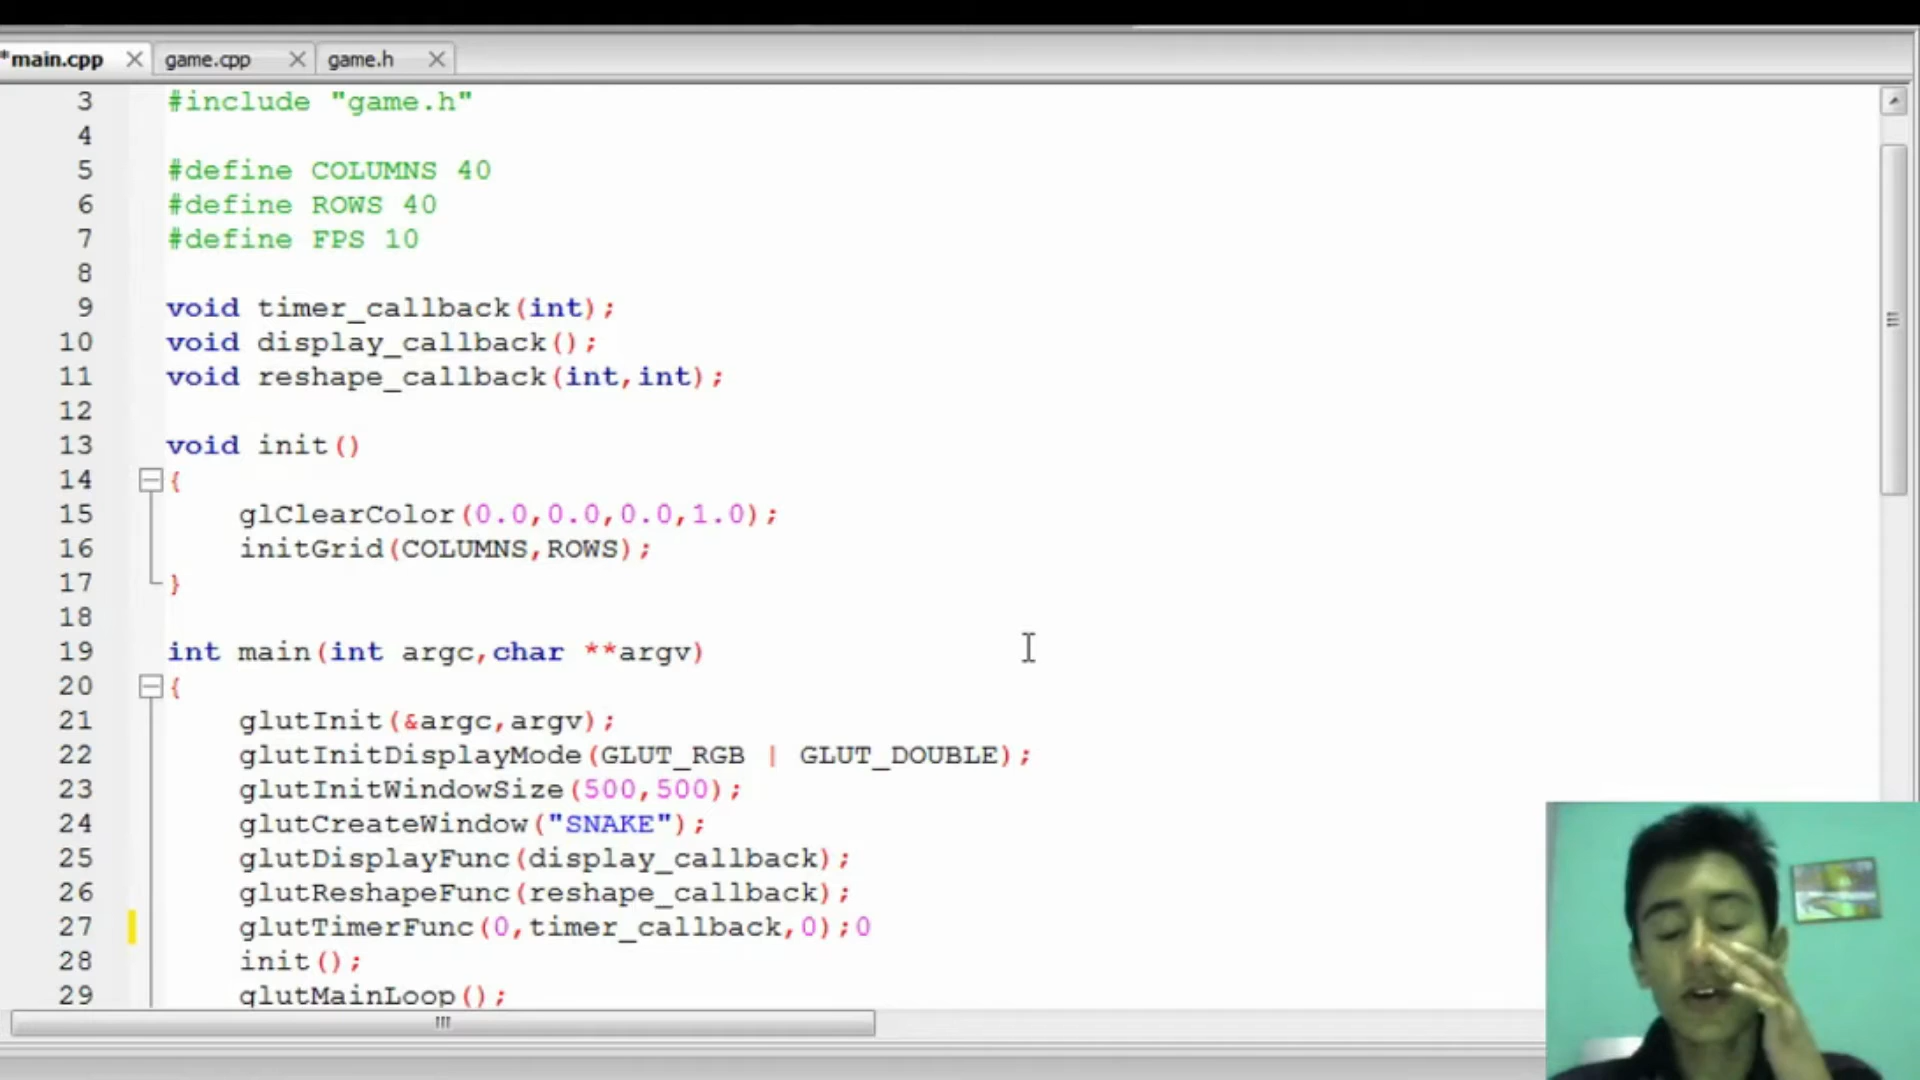 *main.cpp game.cpp game.h
3 #include "game.h"
4
5 #define COLUMNS 40
6 #define ROWS 40
7 #define FPS 10
8
9 void timer_callback(int);
10 void display_callback();
11 void reshape_callback(int,int);
12
13 void init()
14 {
15 glClearColor(0.0,0.0,0.0,1.0);
16 initGrid(COLUMNS,ROWS);
17 }
18
19 int main(int argc,char **argv)
20 {
21 glutInit(&argc,argv);
22 glutInitDisplayMode(GLUT_RGB | GLUT_DOUBLE);
23 glutInitWindowSize(500,500);
24 glutCreateWindow("SNAKE");
25 glutDisplayFunc(display_callback);
26 glutReshapeFunc(reshape_callback);
27 glutTimerFunc(0,timer_callback,0);0
28 init();
29 glutMainLoop();